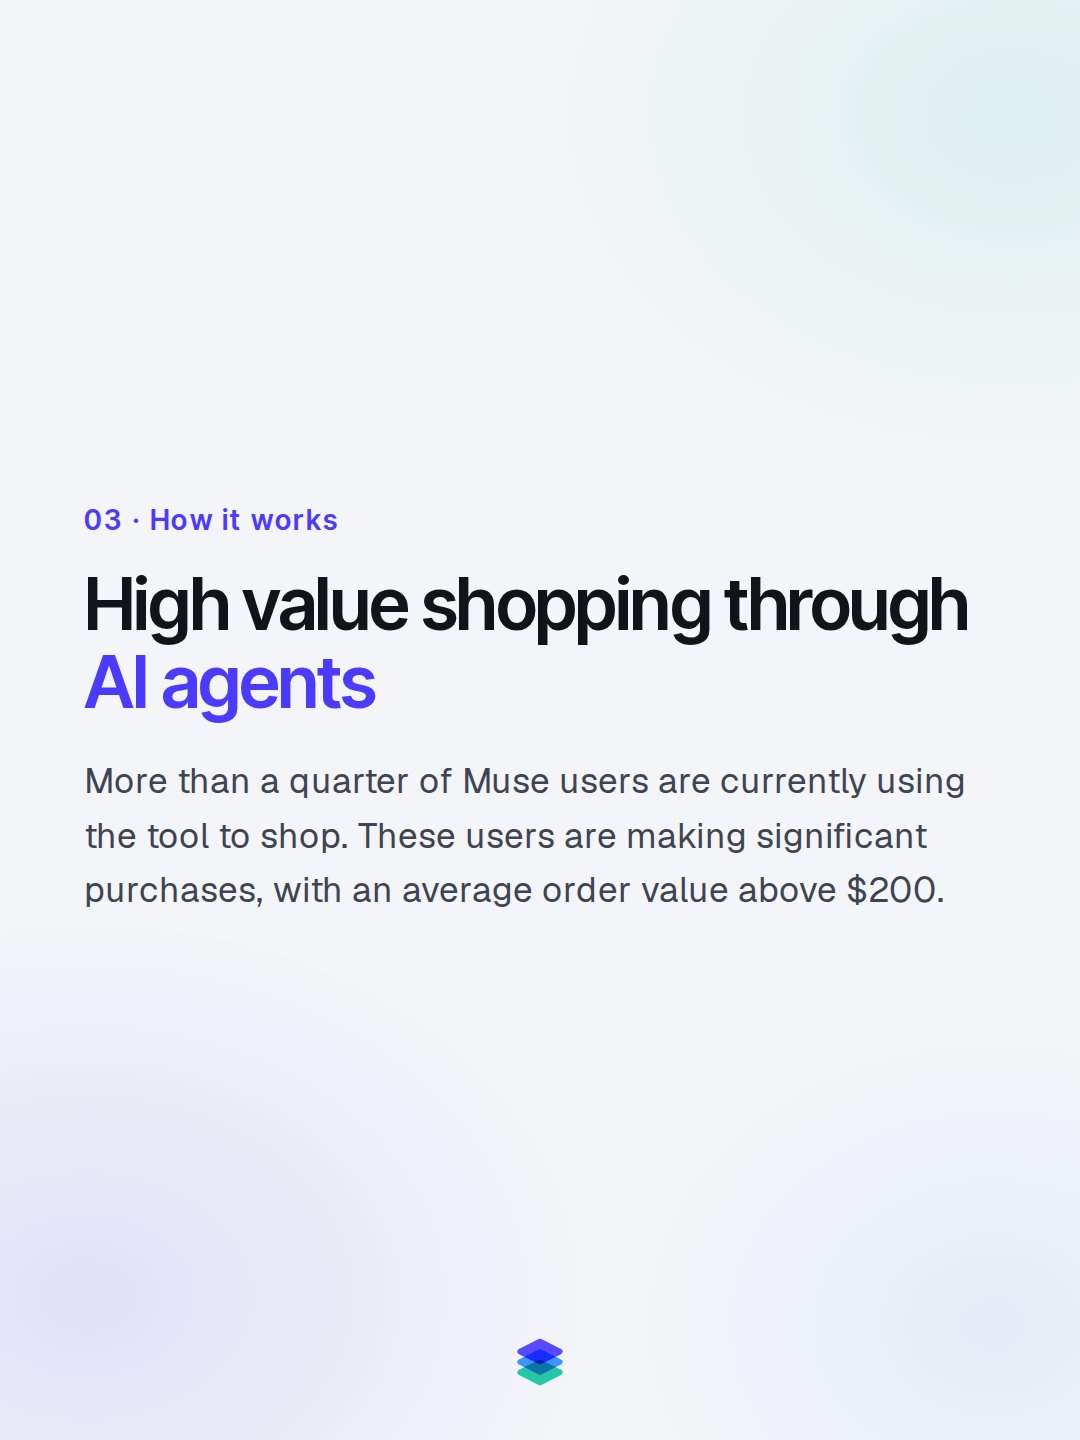 03 · How it works
High value shopping through
AI agents
More than a quarter of Muse users are currently using
the tool to shop. These users are making significant
purchases, with an average order value above $200.